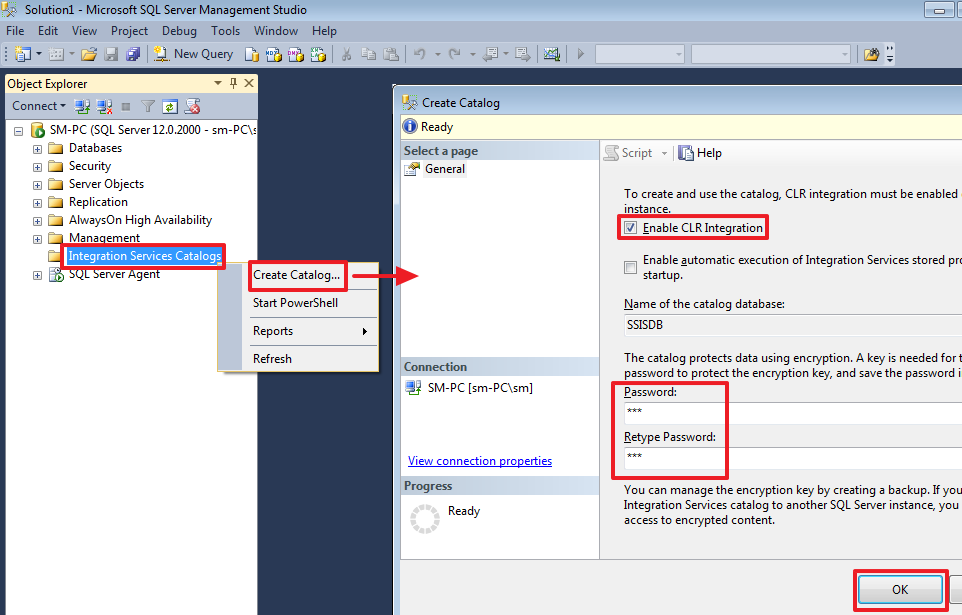 Solution1 - Microsoft SQL Server Management Studio
File Edit View Project Debug Tools Window Help
New Query
Object Explorer
Connect
SM-PC (SQL Server 12.0.2000 - sm-PC\s
Databases
Security
Server Objects
Replication
AlwaysOn High Availability
Management
Integration Services Catalogs
SQL Server Agent
Create Catalog...
Start PowerShell
Reports
Refresh
Create Catalog
Ready
Select a page
General
Script Help
To create and use the catalog, CLR integration must be enabled
instance.
Enable CLR Integration
Enable automatic execution of Integration Services stored pro
startup.
Name of the catalog database:
SSISDB
The catalog protects data using encryption. A key is needed for t
password to protect the encryption key, and save the password i
Password:
***
Retype Password:
***
You can manage the encryption key by creating a backup. If you
Integration Services catalog to another SQL Server instance, you
access to encrypted content.
Connection
SM-PC [sm-PC\sm]
View connection properties
Progress
Ready
OK